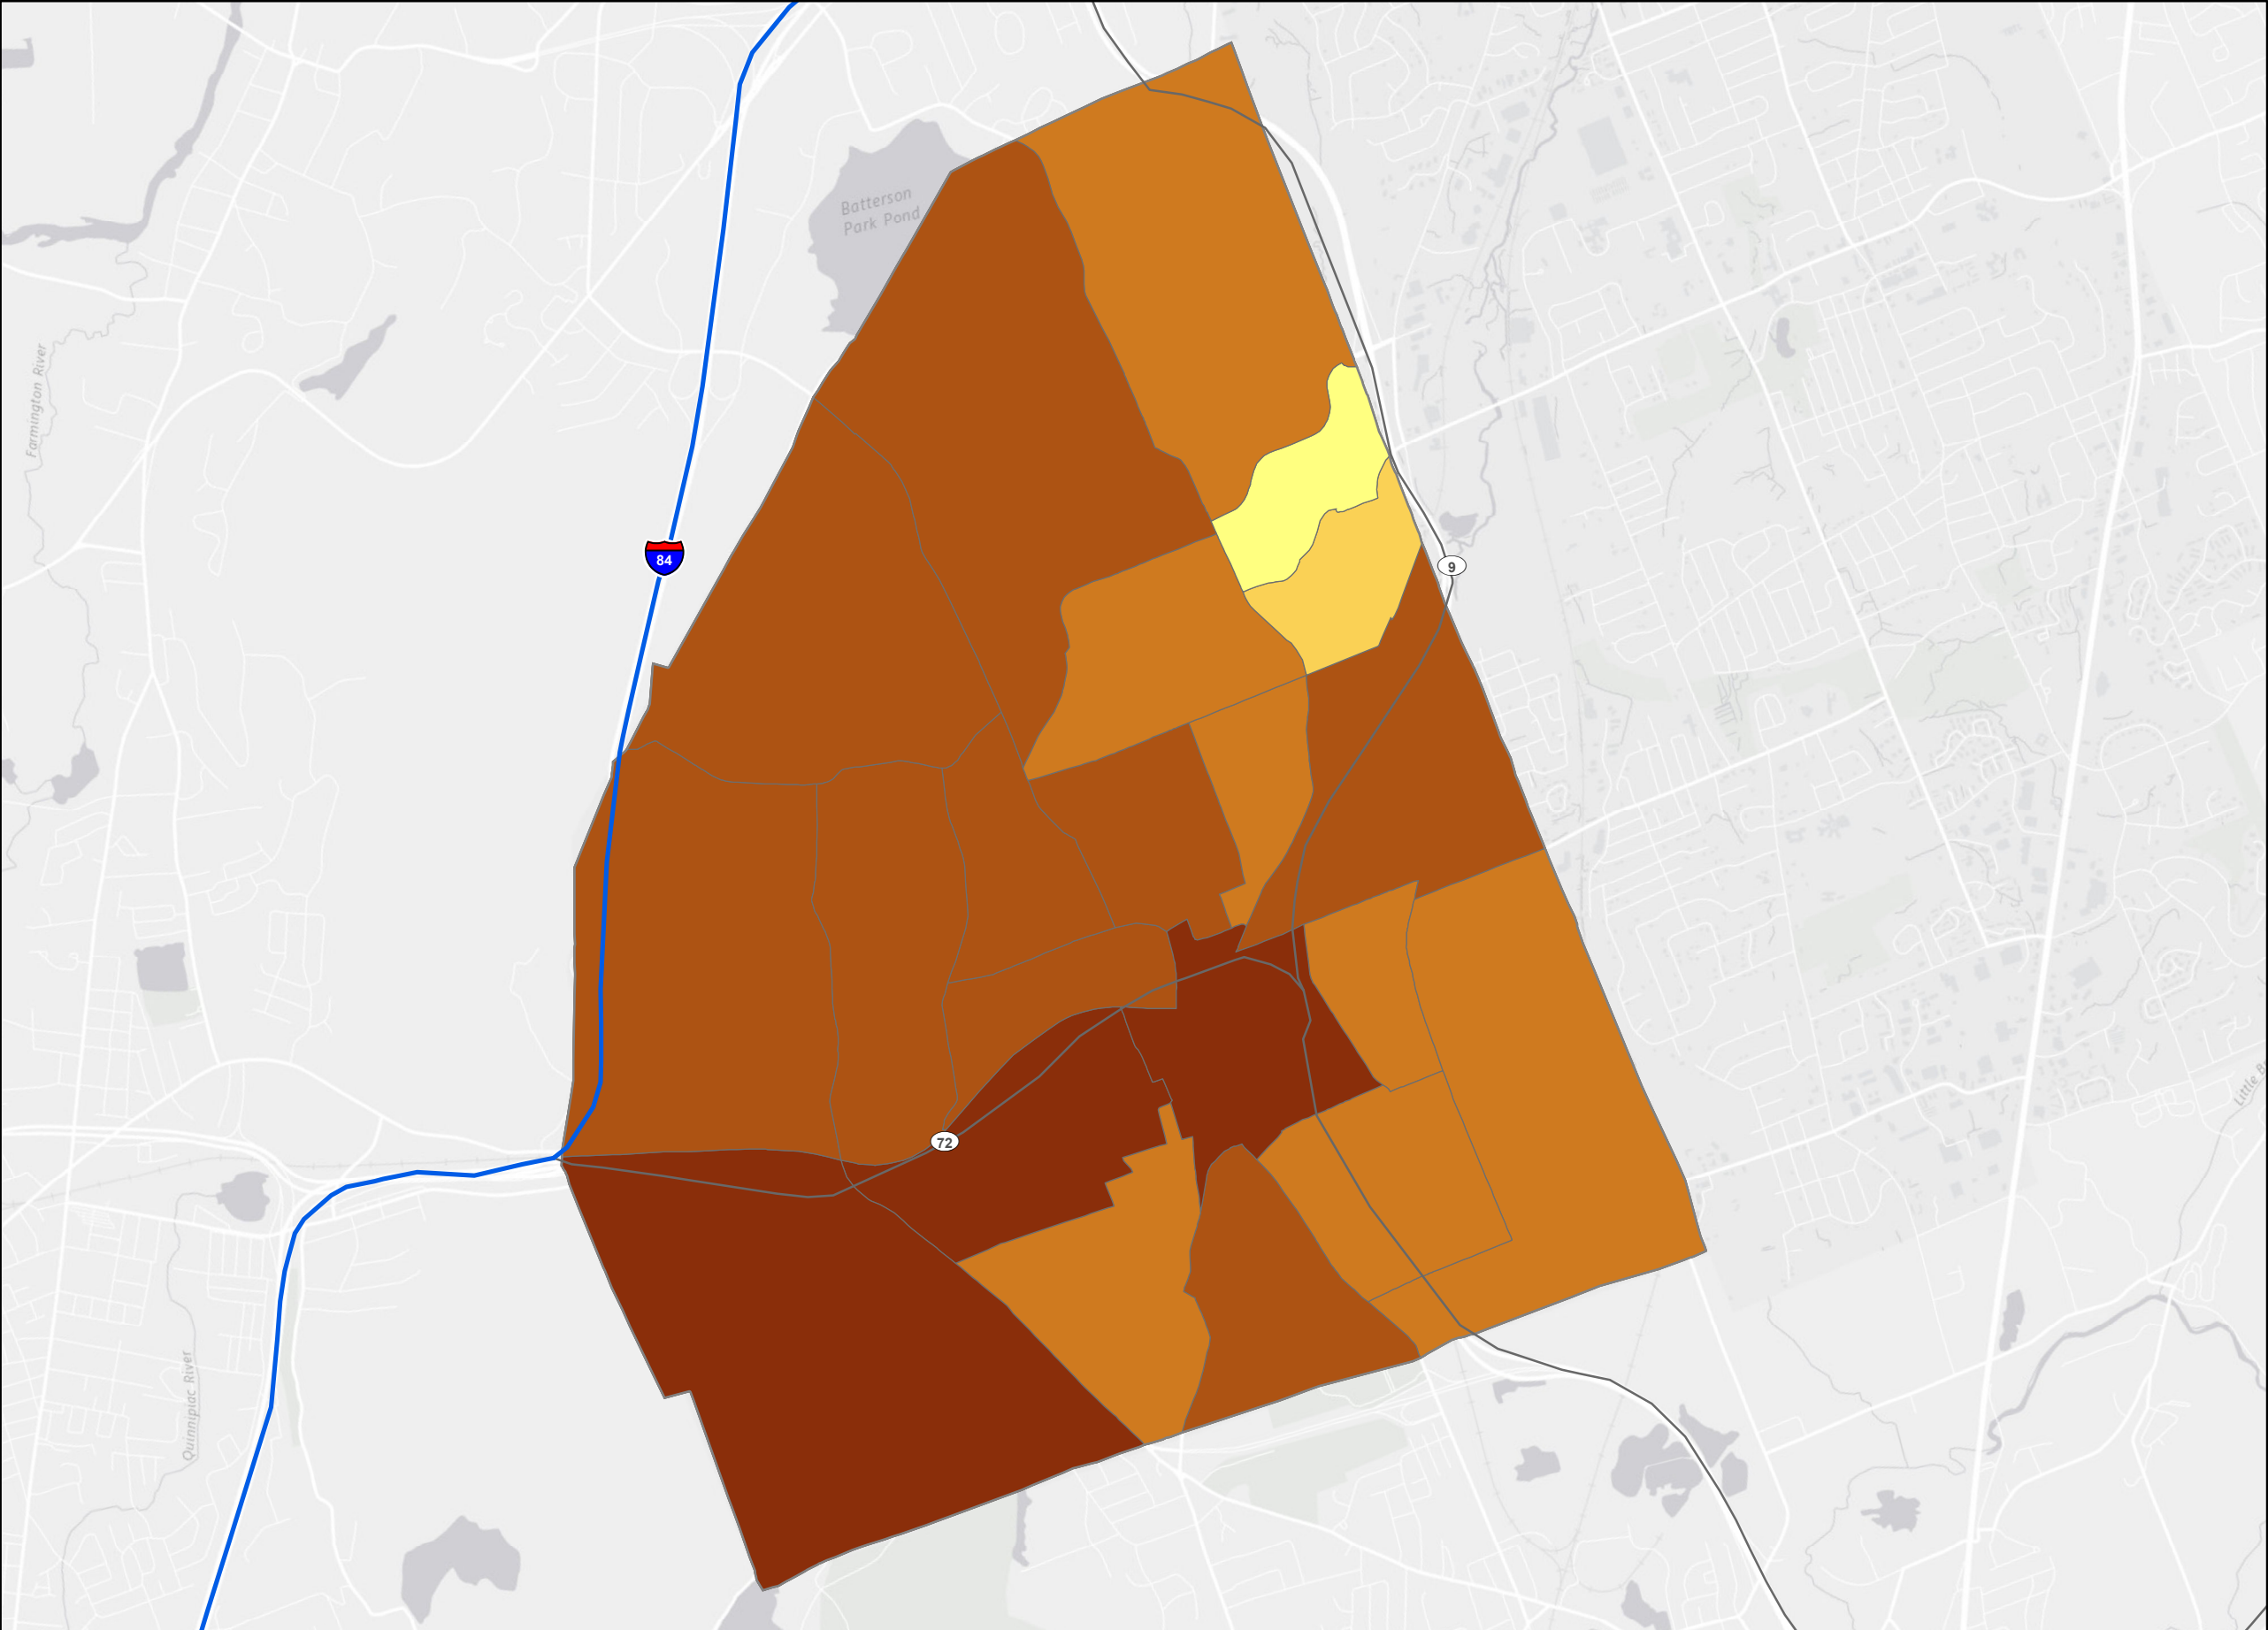 Batterson
Park Pond
Farmington River
84
9
72
Quinnipiac River
Little B